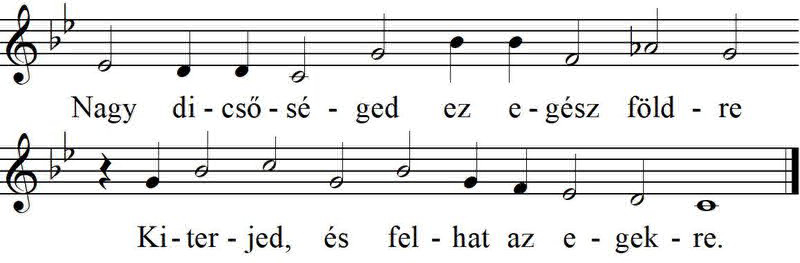 Nagy di - cső - sé - ged ez e - gész föld - re
Ki - ter - jed, és fel - hat az e - gek - re.